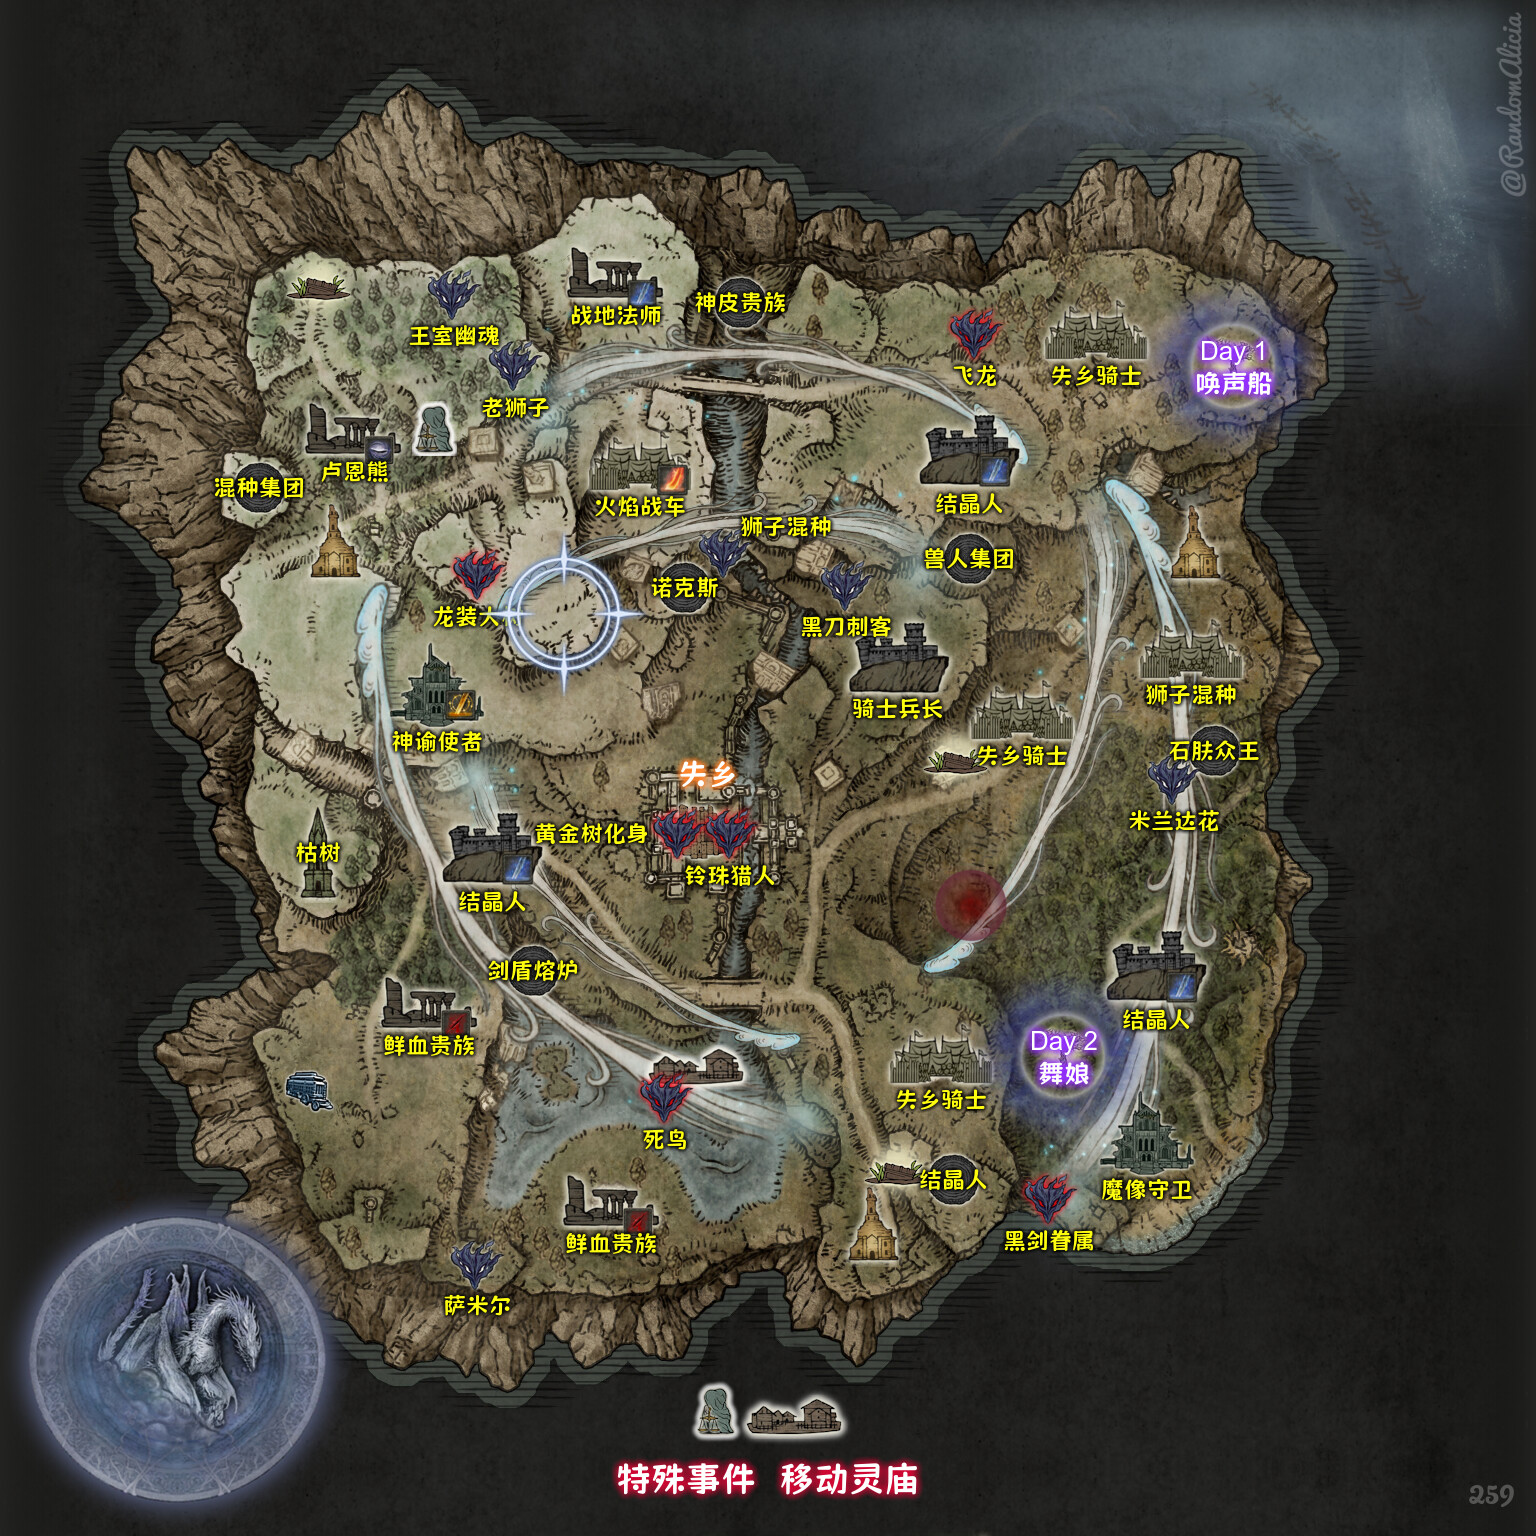 @RandomAlicia
战地法师
神皮贵族
王室幽魂
Day 1
唤声船
飞龙
失乡骑士
老狮子
卢恩熊
混种集团
火焰战车
结晶人
狮子混种
兽人集团
诺克斯
龙装大
黑刀刺客
狮子混种
骑士兵长
神谕使者
失乡骑士
石肤众王
失乡
米兰达花
黄金树化身
枯树
铃珠猎人
结晶人
剑盾熔炉
结晶人
鲜血贵族
Day 2
舞娘
失乡骑士
死鸟
结晶人
魔像守卫
鲜血贵族
黑剑眷属
萨米尔
特殊事件 移动灵庙
259